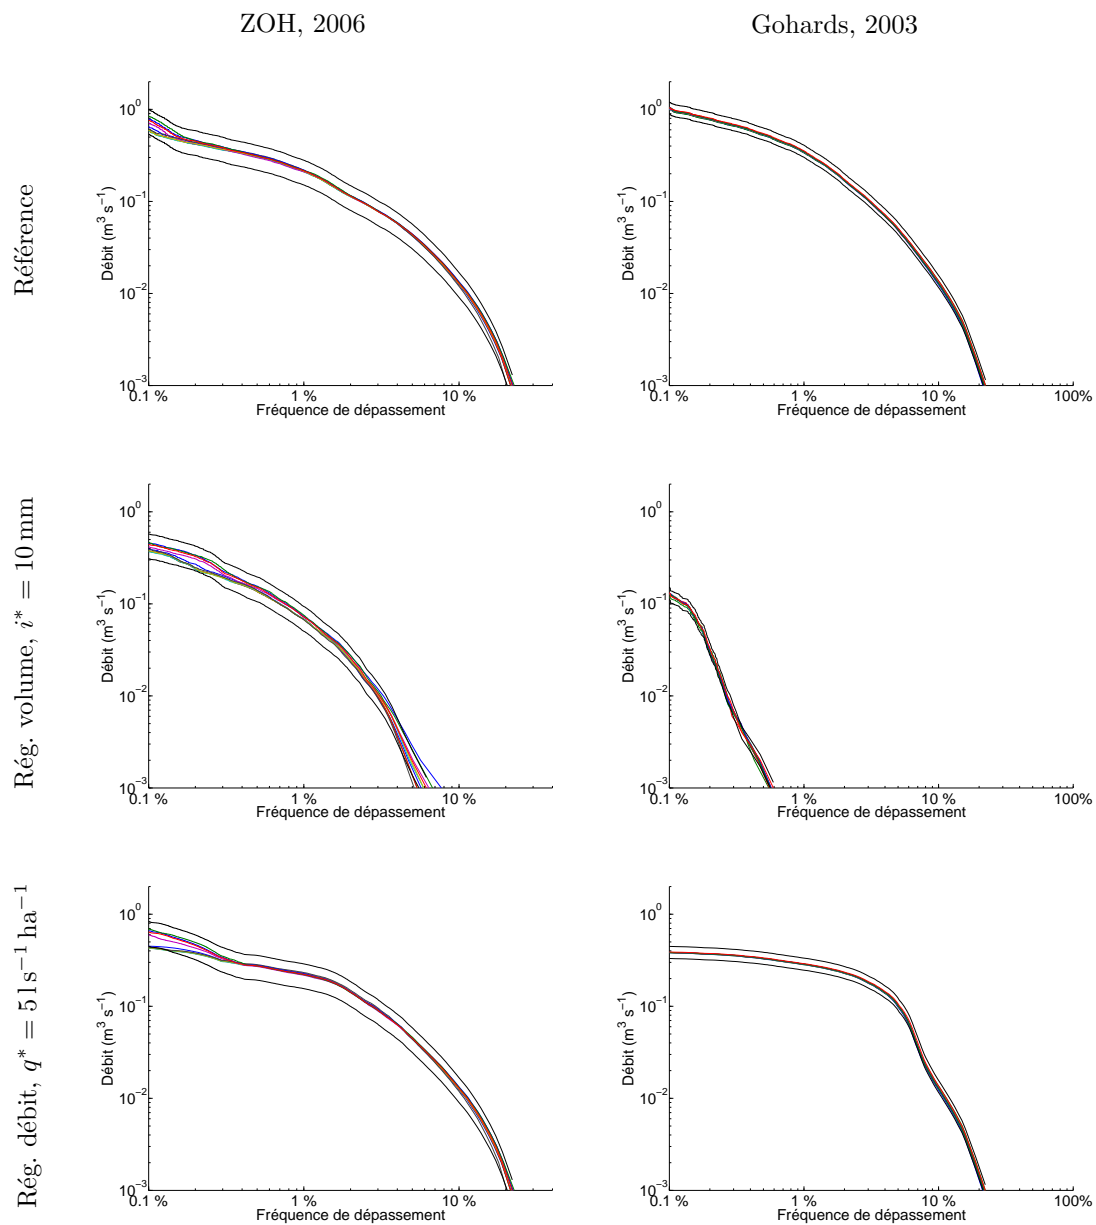 ZOH, 2006
Gohards, 2003
Référence
Débit (m³ s⁻¹)
10⁰
10⁻¹
10⁻²
10⁻³
0.1 %
1 %
10 %
Fréquence de dépassement
Débit (m³ s⁻¹)
10⁰
10⁻¹
10⁻²
10⁻³
0.1 %
1 %
10 %
100%
Fréquence de dépassement
Rég. volume, i* = 10 mm
Débit (m³ s⁻¹)
10⁰
10⁻¹
10⁻²
10⁻³
0.1 %
1 %
10 %
Fréquence de dépassement
Débit (m³ s⁻¹)
10⁰
10⁻¹
10⁻²
10⁻³
0.1 %
1 %
10 %
100%
Fréquence de dépassement
Rég. débit, q* = 5 l s⁻¹ ha⁻¹
Débit (m³ s⁻¹)
10⁰
10⁻¹
10⁻²
10⁻³
0.1 %
1 %
10 %
Fréquence de dépassement
Débit (m³ s⁻¹)
10⁰
10⁻¹
10⁻²
10⁻³
0.1 %
1 %
10 %
100%
Fréquence de dépassement